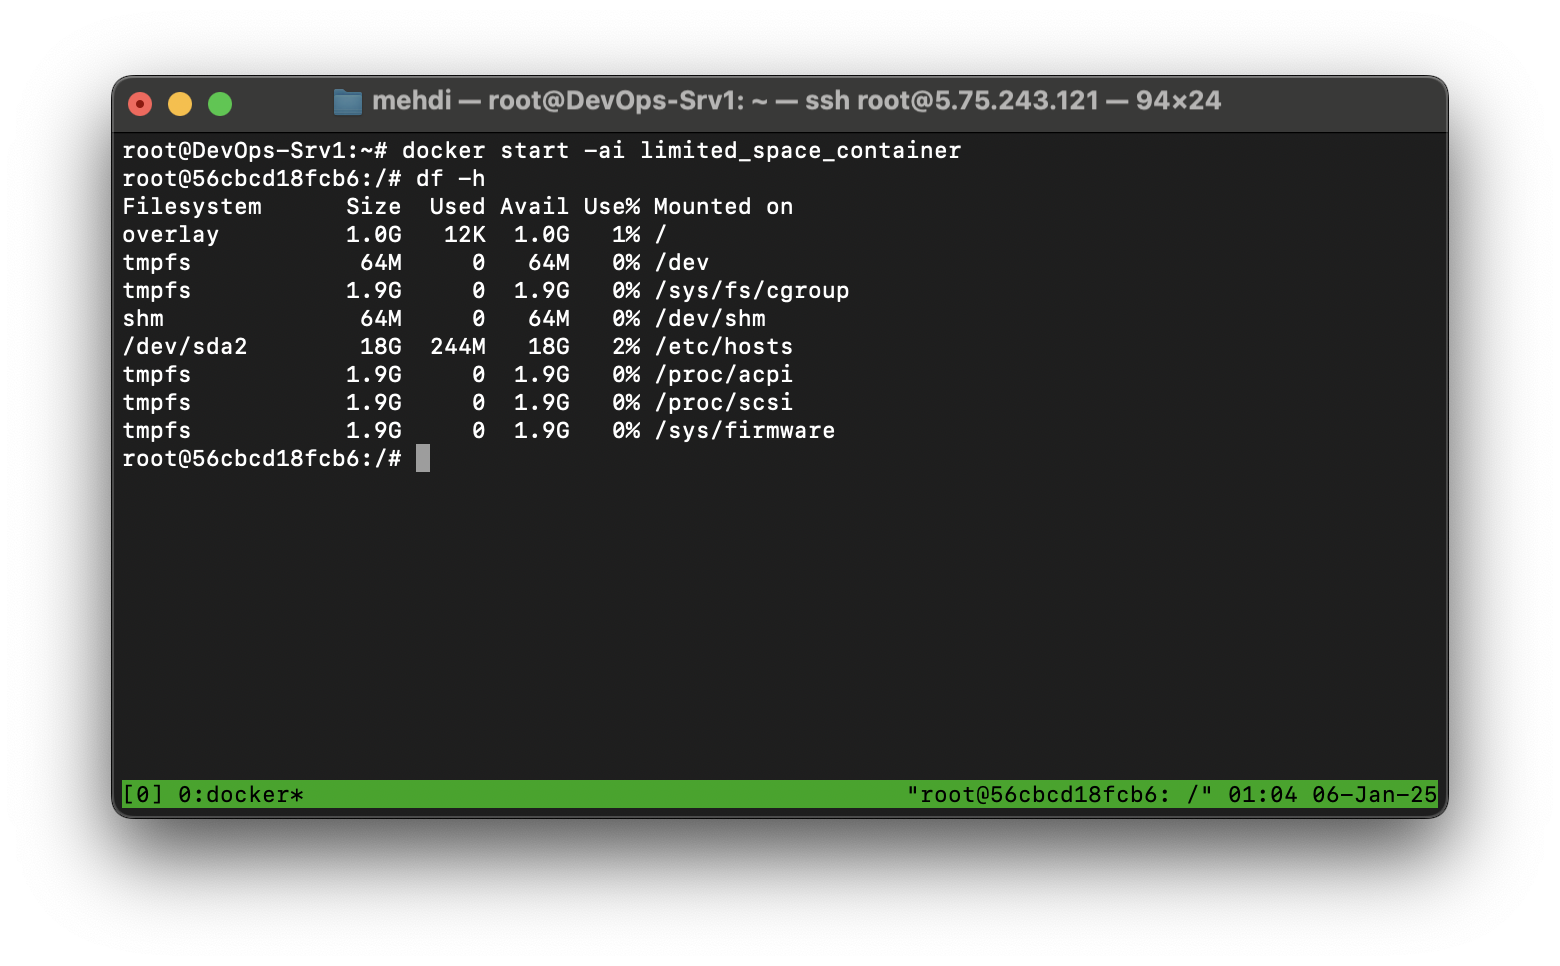 mehdi — root@DevOps-Srv1: ~ — ssh root@5.75.243.121 — 94×24
root@DevOps-Srv1:~# docker start -ai limited_space_container
root@56cbcd18fcb6:/# df -h
Filesystem      Size  Used Avail Use% Mounted on
overlay         1.0G   12K  1.0G   1% /
tmpfs            64M     0   64M   0% /dev
tmpfs           1.9G     0  1.9G   0% /sys/fs/cgroup
shm              64M     0   64M   0% /dev/shm
/dev/sda2        18G  244M   18G   2% /etc/hosts
tmpfs           1.9G     0  1.9G   0% /proc/acpi
tmpfs           1.9G     0  1.9G   0% /proc/scsi
tmpfs           1.9G     0  1.9G   0% /sys/firmware
root@56cbcd18fcb6:/#
[0] 0:docker* "root@56cbcd18fcb6: /" 01:04 06-Jan-25